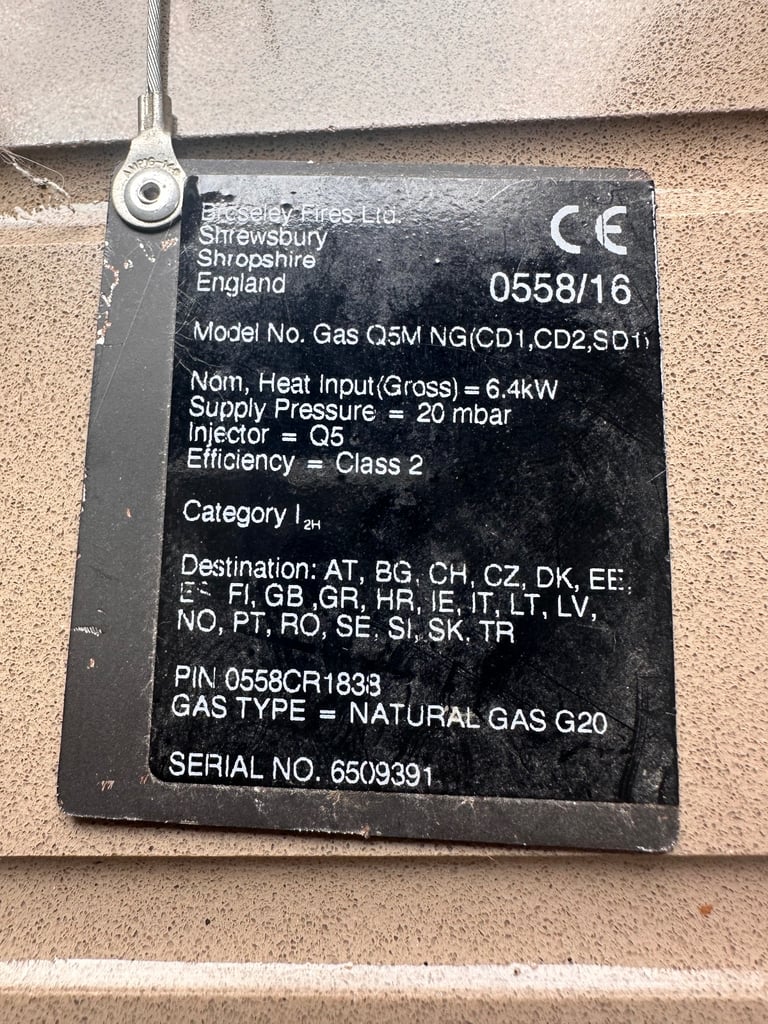 Broseley Fires Ltd.
Shrewsbury
Shropshire
England
CE
0558/16
Model No. Gas Q5M NG(CD1,CD2,SD1)
Nom, Heat Input(Gross) = 6.4kW
Supply Pressure = 20 mbar
Injector = Q5
Efficiency = Class 2
Category I2H
Destination: AT, BG, CH, CZ, DK, EE,
ES, FI, GB ,GR, HR, IE, IT, LT, LV,
NO, PT, RO, SE, SI, SK, TR
PIN 0558CR1838
GAS TYPE = NATURAL GAS G20
SERIAL NO. 6509391